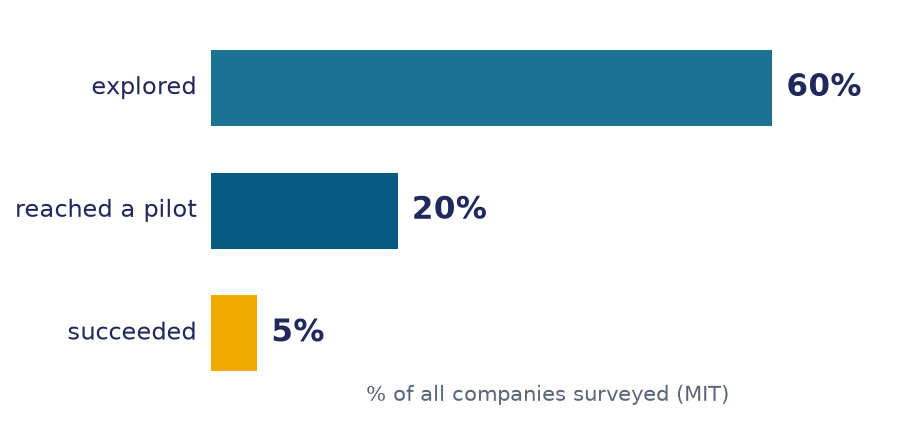 explored 60%
reached a pilot 20%
succeeded 5%
% of all companies surveyed (MIT)